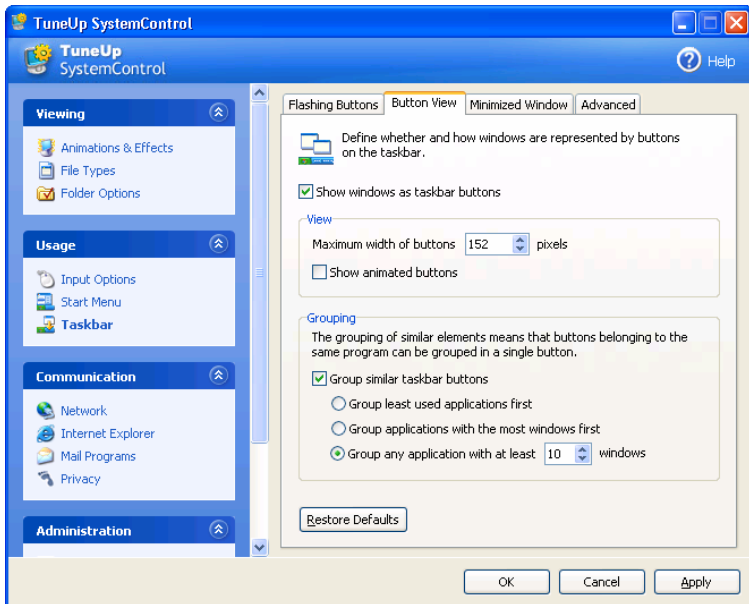 TuneUp SystemControl
TuneUp
SystemControl
Help
Viewing
Animations & Effects
File Types
Folder Options
Usage
Input Options
Start Menu
Taskbar
Communication
Network
Internet Explorer
Mail Programs
Privacy
Administration
Flashing Buttons Button View Minimized Window Advanced
Define whether and how windows are represented by buttons
on the taskbar.
Show windows as taskbar buttons
View
Maximum width of buttons 152 pixels
Show animated buttons
Grouping
The grouping of similar elements means that buttons belonging to the
same program can be grouped in a single button.
Group similar taskbar buttons
Group least used applications first
Group applications with the most windows first
Group any application with at least 10 windows
Restore Defaults
OK Cancel Apply